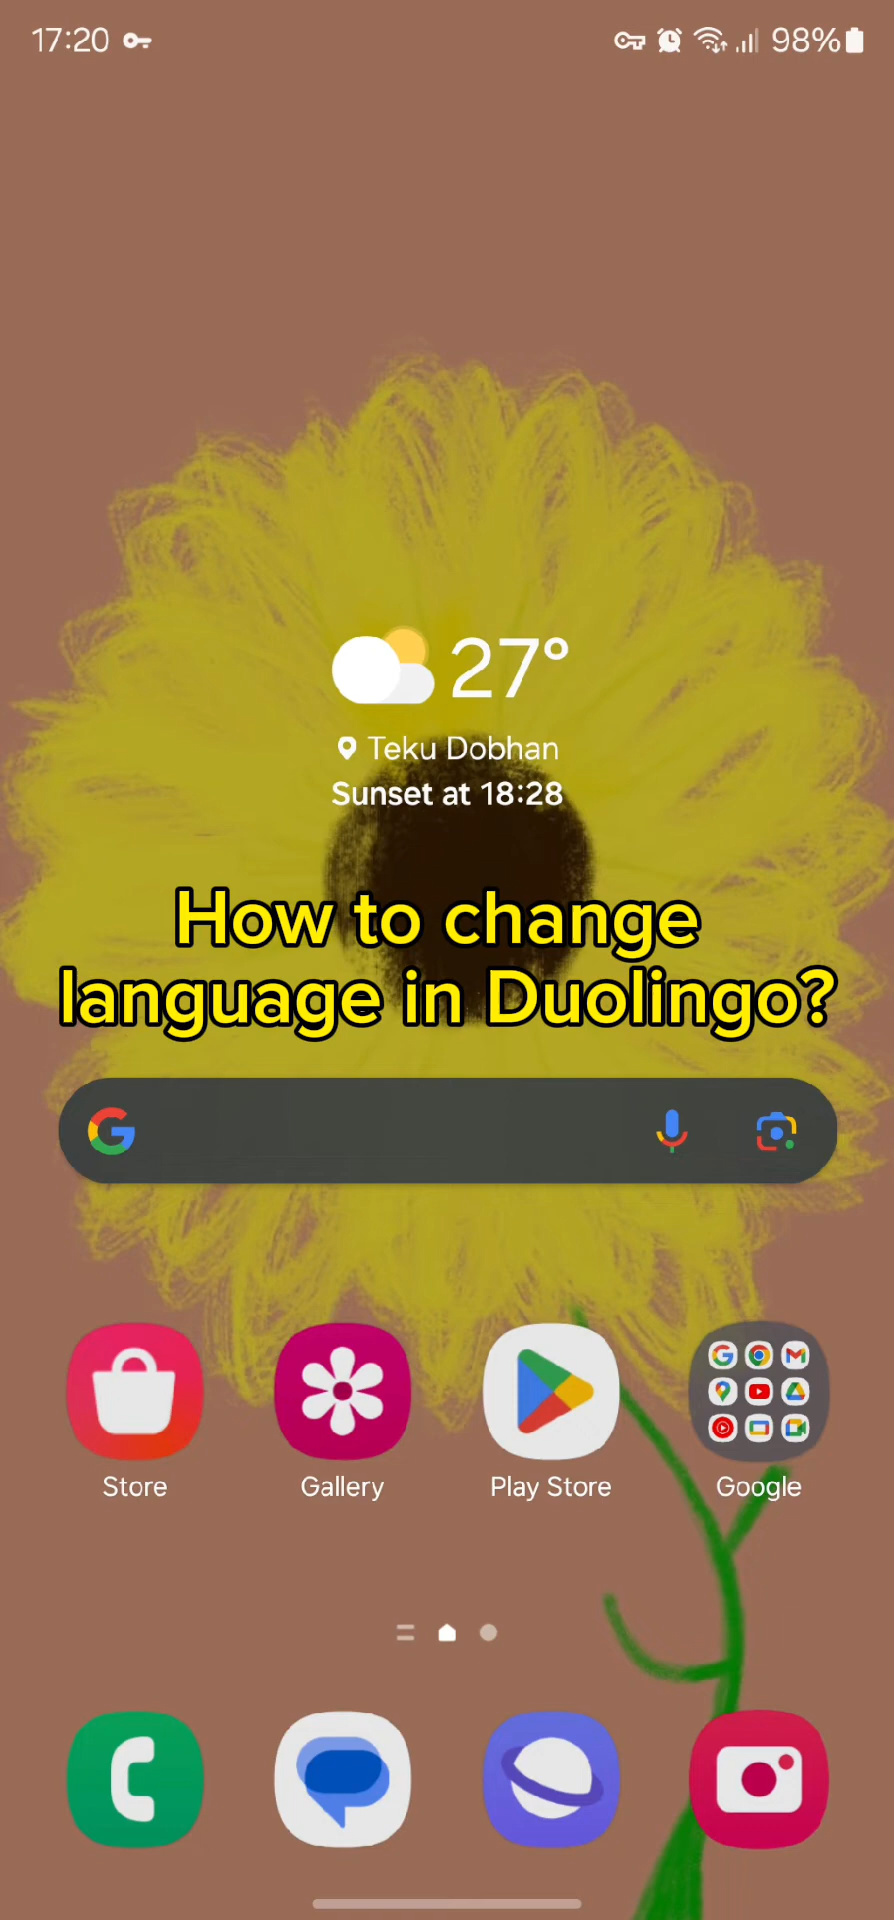 17:20
98%
27°
Teku Dobhan
Sunset at 18:28
How to change
language in Duolingo?
Store
Gallery
Play Store
Google